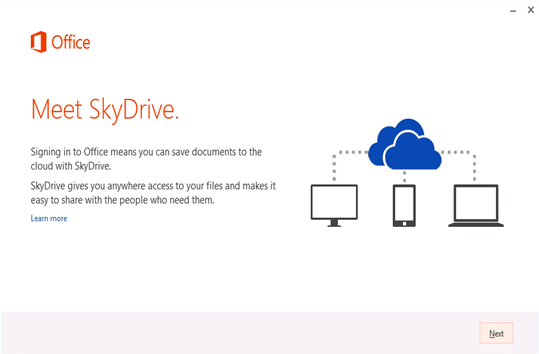 Office
Meet SkyDrive.
Signing in to Office means you can save documents to the
cloud with SkyDrive.
SkyDrive gives you anywhere access to your files and makes it
easy to share with the people who need them.
Learn more
Next